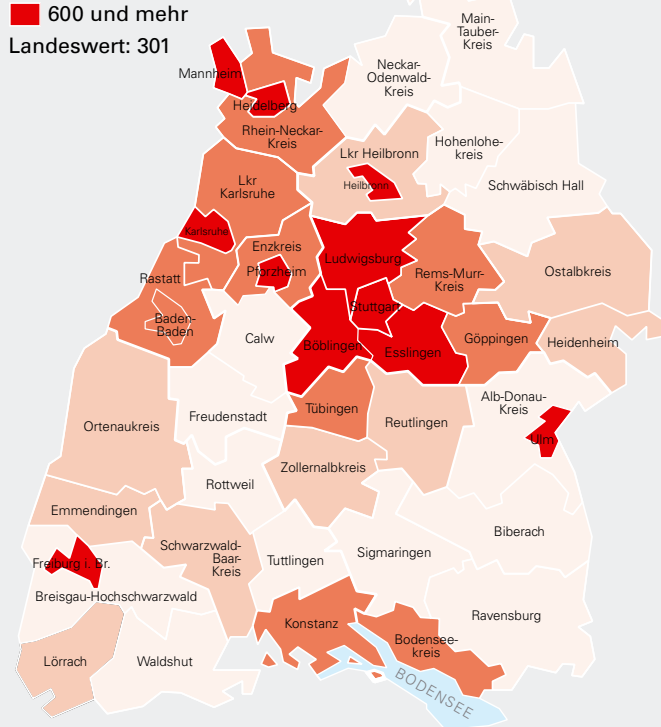 600 und mehr
Landeswert: 301
Main-
Tauber-
Kreis
Mannheim
Neckar-
Odenwald-
Kreis
Heidelberg
Rhein-Neckar-
Kreis
Hohenlohe-
kreis
Lkr Heilbronn
Heilbronn
Schwäbisch Hall
Lkr
Karlsruhe
Karlsruhe
Enzkreis
Pforzheim
Ludwigsburg
Rems-Murr-
Kreis
Ostalbkreis
Rastatt
Baden-
Baden
Stuttgart
Calw
Böblingen
Esslingen
Göppingen
Heidenheim
Alb-Donau-
Kreis
Ulm
Ortenaukreis
Freudenstadt
Tübingen
Reutlingen
Zollernalbkreis
Rottweil
Emmendingen
Biberach
Schwarzwald-
Baar-
Kreis
Tuttlingen
Sigmaringen
Freiburg i. Br.
Breisgau-Hochschwarzwald
Ravensburg
Konstanz
Bodensee-
kreis
Lörrach
Waldshut
BODENSEE